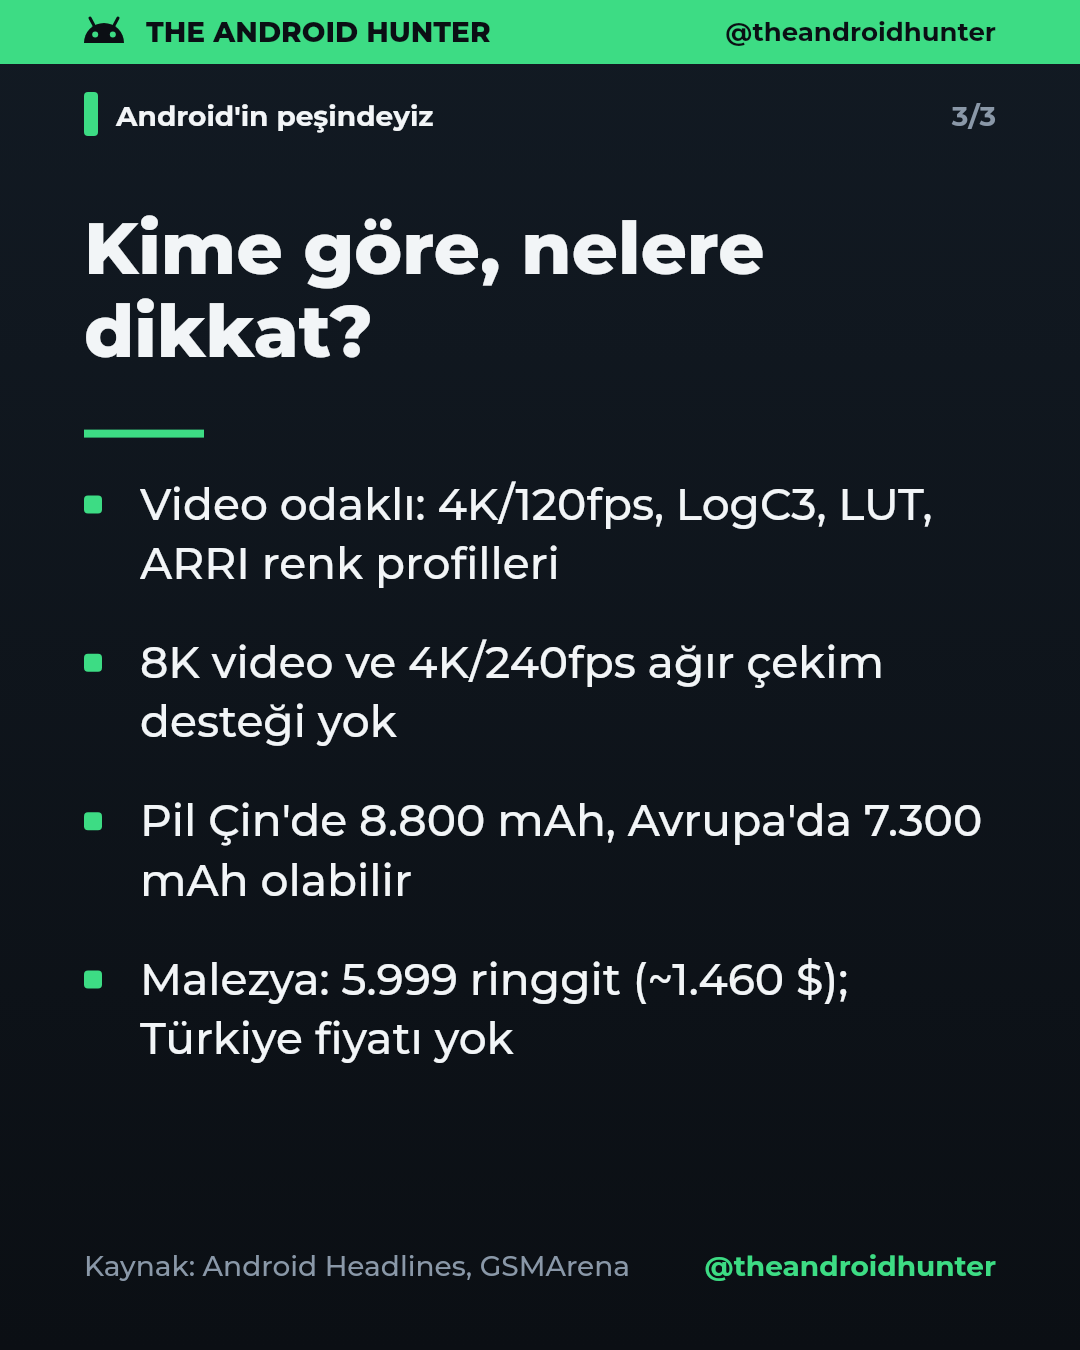 THE ANDROID HUNTER
@theandroidhunter
Android'in peşindeyiz
3/3
Kime göre, nelere
dikkat?
Video odaklı: 4K/120fps, LogC3, LUT,
ARRI renk profilleri
8K video ve 4K/240fps ağır çekim
desteği yok
Pil Çin'de 8.800 mAh, Avrupa'da 7.300
mAh olabilir
Malezya: 5.999 ringgit (~1.460 $);
Türkiye fiyatı yok
Kaynak: Android Headlines, GSMArena
@theandroidhunter